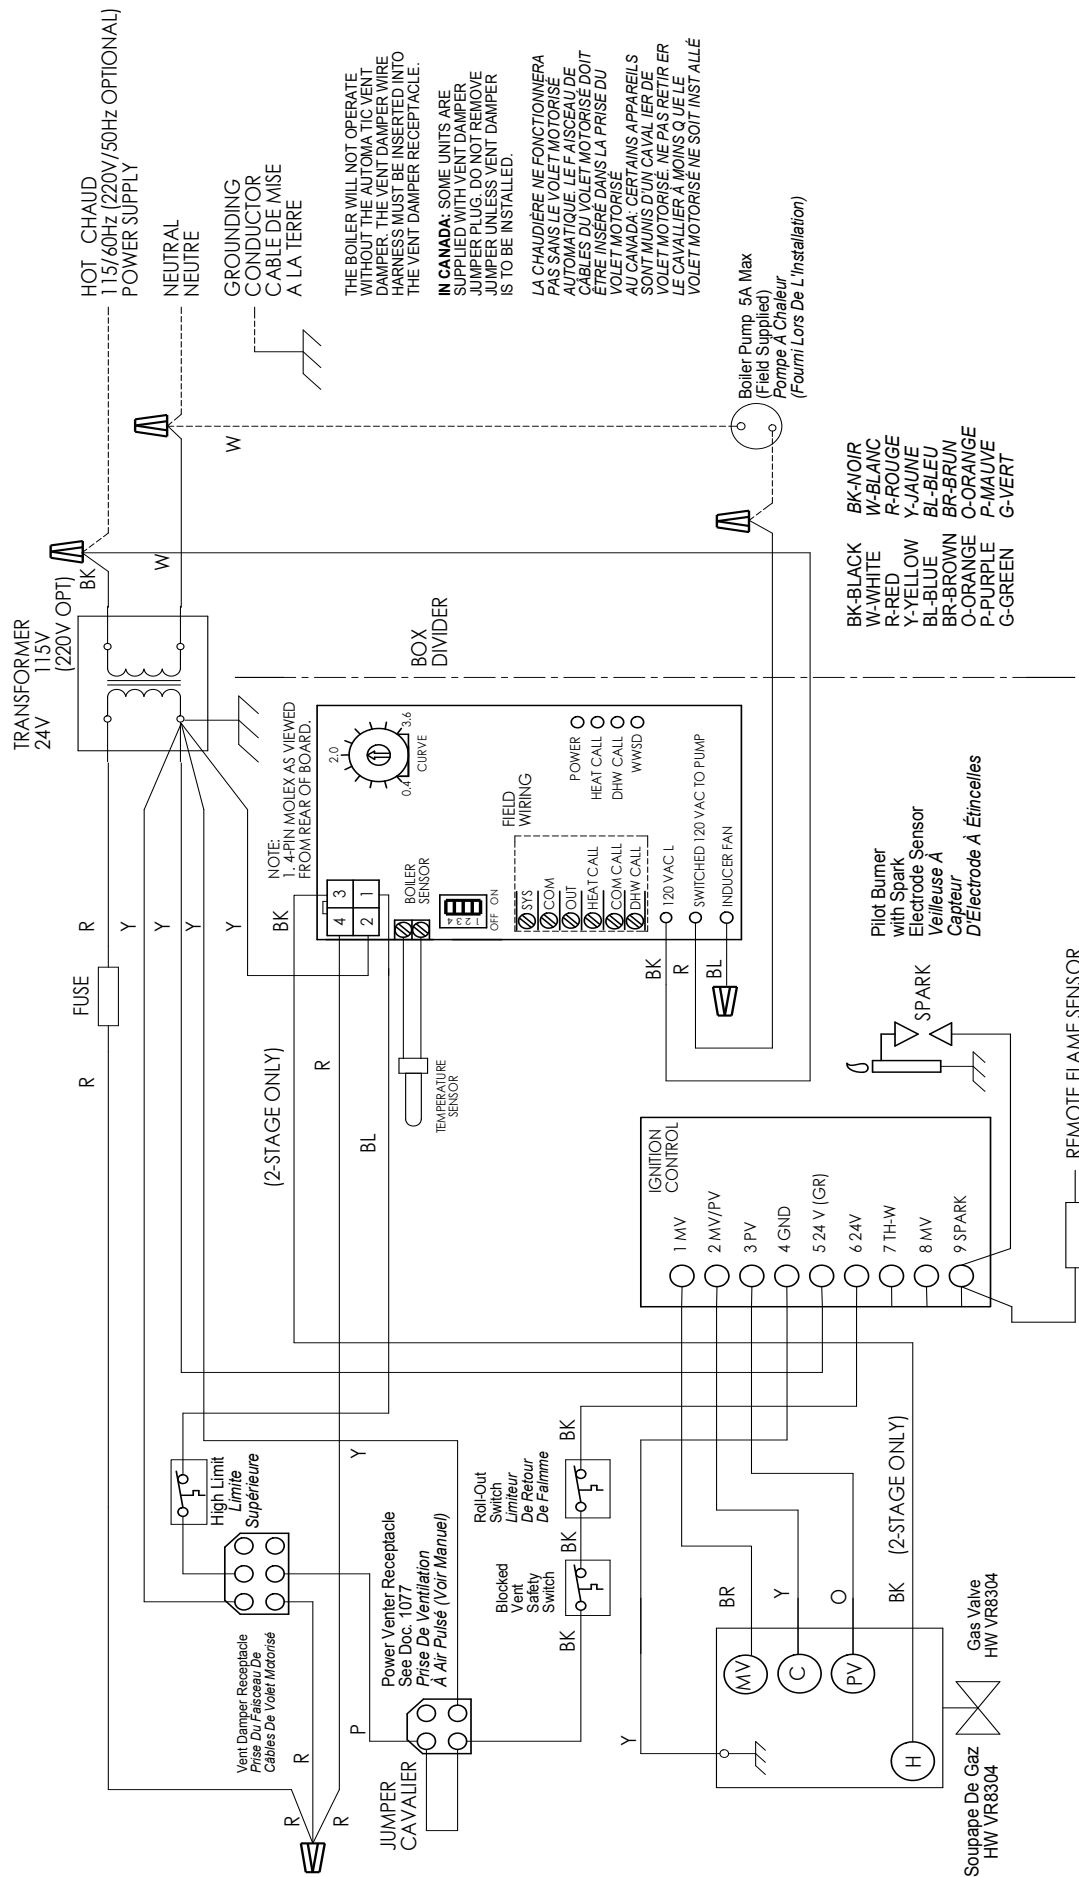 TRANSFORMER
24V
115V
(220V OPT)
BK
W
HOT CHAUD
115/60Hz (220V/50Hz OPTIONAL)
POWER SUPPLY
NEUTRAL
NEUTRE
GROUNDING
CONDUCTOR
CABLE DE MISE
A LA TERRE
W
THE BOILER WILL NOT OPERATE
WITHOUT THE AUTOMA TIC VENT
DAMPER. THE VENT DAMPER WIRE
HARNESS MUST BE INSERTED INTO
THE VENT DAMPER RECEPTACLE.
IN CANADA: SOME UNITS ARE
SUPPLIED WITH VENT DAMPER
JUMPER PLUG. DO NOT REMOVE
JUMPER UNLESS VENT DAMPER
IS TO BE INSTALLED.
LA CHAUDIÈRE NE FONCTIONNERA
PAS SANS LE VOLET MOTORISÉ
AUTOMATIQUE. LE F AISCEAU DE
CÂBLES DU VOLET MOTORISÉ DOIT
ÊTRE INSÉRÉ DANS LA PRISE DU
VOLET MOTORISÉ
AU CANADA: CERTAINS APPAREILS
SONT MUNIS D'UN CAVAL IER DE
VOLET MOTORISÉ. NE PAS RETIR ER
LE CAVALLIER À MOINS Q UE LE
VOLET MOTORISÉ NE SOIT INST ALLÉ
Boiler Pump 5A Max
(Field Supplied)
Pompe À Chaleur
(Fourni Lors De L'Installation)
BK-BLACK BK-NOIR
W-WHITE W-BLANC
R-RED R-ROUGE
Y-YELLOW Y-JAUNE
BL-BLUE BL-BLEU
BR-BROWN BR-BRUN
O-ORANGE O-ORANGE
P-PURPLE P-MAUVE
G-GREEN G-VERT
BOX
DIVIDER
R
FUSE
R
Y
Y
Y
BK
NOTE:
1. 4-PIN MOLEX AS VIEWED
FROM REAR OF BOARD.
4 3
2 1
BOILER
SENSOR
1 2 3 4
OFF ON
2.0
0.4
3.6
CURVE
FIELD
WIRING
SYS
COM
OUT
HEAT CALL
COM CALL
DHW CALL
POWER
HEAT CALL
DHW CALL
WWSD
120 VAC L
SWITCHED 120 VAC TO PUMP
INDUCER FAN
BK
R
BL
(2-STAGE ONLY)
R
BL
TEMPERATURE
SENSOR
Pilot Burner
with Spark
Electrode Sensor
Veilleuse À
Capteur
D'Électrode À Étincelles
SPARK
REMOTE FLAME SENSOR
IGNITION
CONTROL
1 MV
2 MV/PV
3 PV
4 GND
5 24 V (GR)
6 24V
7 TH-W
8 MV
9 SPARK
High Limit
Limite
Supérieure
Vent Damper Receptacle
Prise Du Faisceau De
Câbles De Volet Motorisé
R
R
R
P
Y
Power Venter Receptacle
See Doc. 1077
Prise De Ventilation
À Air Pulsé (Voir Manuel)
JUMPER
CAVALIER
Roll-Out
Switch
Limiteur
De Retour
De Falmme
Blocked
Vent
Safety
Switch
BK
BK
BK
Y
BR
Y
O
BK
(2-STAGE ONLY)
MV
C
PV
H
Gas Valve
HW VR8304
Soupape De Gaz
HW VR8304